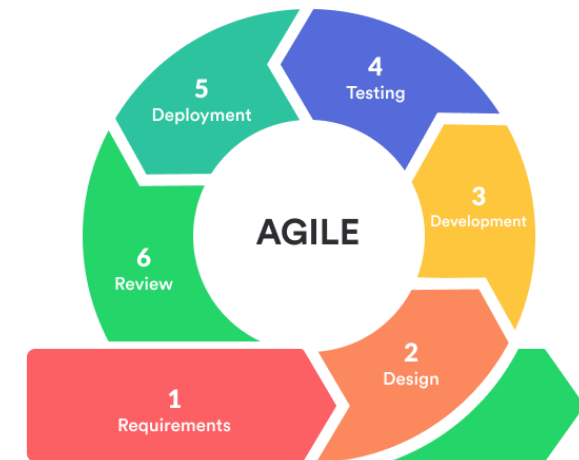 AGILE
1
Requirements
2
Design
3
Development
4
Testing
5
Deployment
6
Review